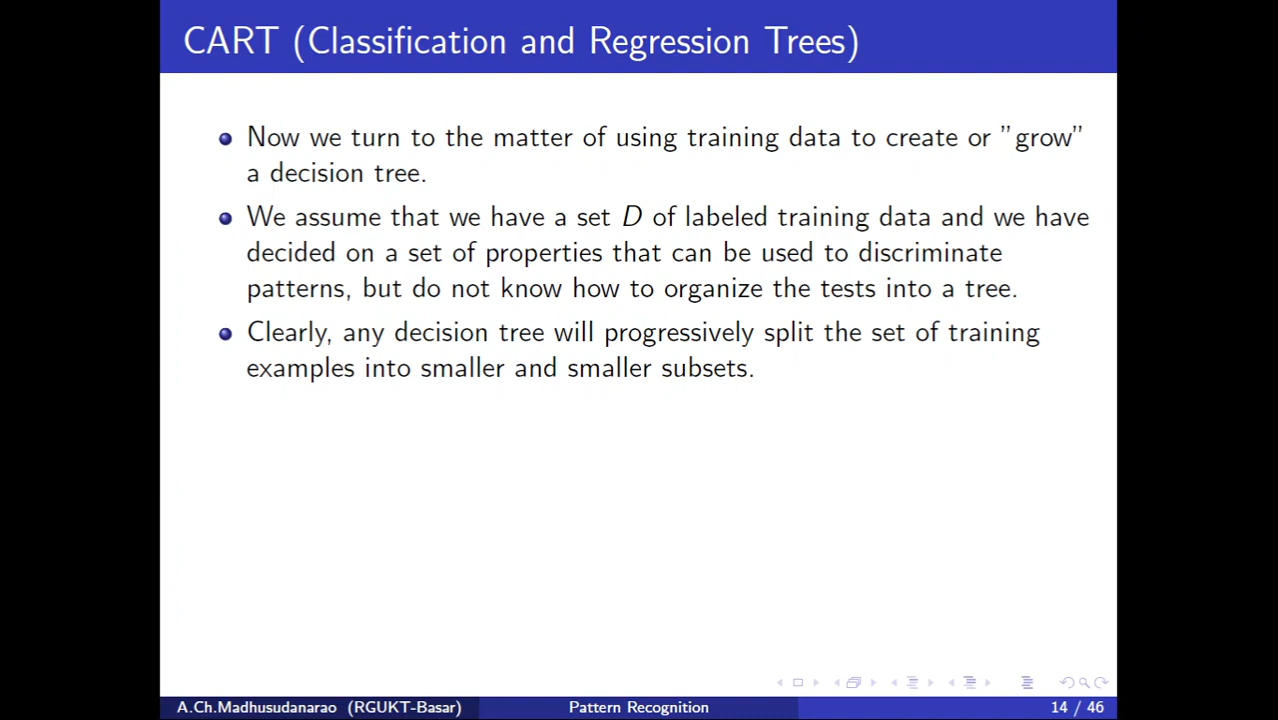 CART (Classification and Regression Trees)
Now we turn to the matter of using training data to create or ”grow”
a decision tree.
We assume that we have a set D of labeled training data and we have
decided on a set of properties that can be used to discriminate
patterns, but do not know how to organize the tests into a tree.
Clearly, any decision tree will progressively split the set of training
examples into smaller and smaller subsets.
A.Ch.Madhusudanarao (RGUKT-Basar) Pattern Recognition 14 / 46